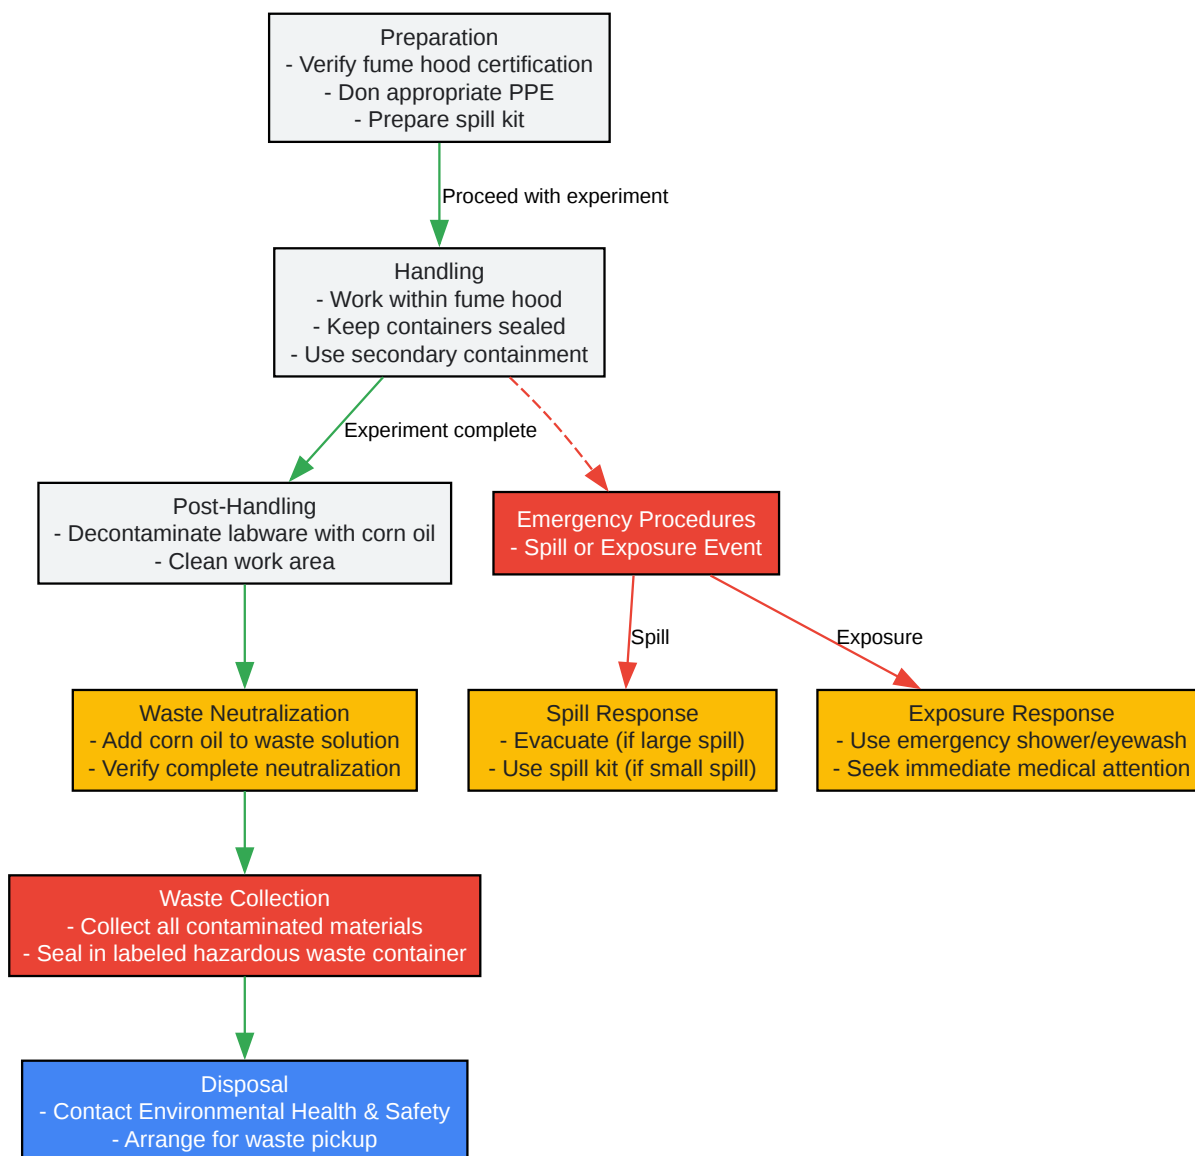 Preparation
- Verify fume hood certification
- Don appropriate PPE
- Prepare spill kit
Proceed with experiment
Handling
- Work within fume hood
- Keep containers sealed
- Use secondary containment
Experiment complete
Post-Handling
- Decontaminate labware with corn oil
- Clean work area
Emergency Procedures
- Spill or Exposure Event
Spill
Exposure
Waste Neutralization
- Add corn oil to waste solution
- Verify complete neutralization
Spill Response
- Evacuate (if large spill)
- Use spill kit (if small spill)
Exposure Response
- Use emergency shower/eyewash
- Seek immediate medical attention
Waste Collection
- Collect all contaminated materials
- Seal in labeled hazardous waste container
Disposal
- Contact Environmental Health & Safety
- Arrange for waste pickup